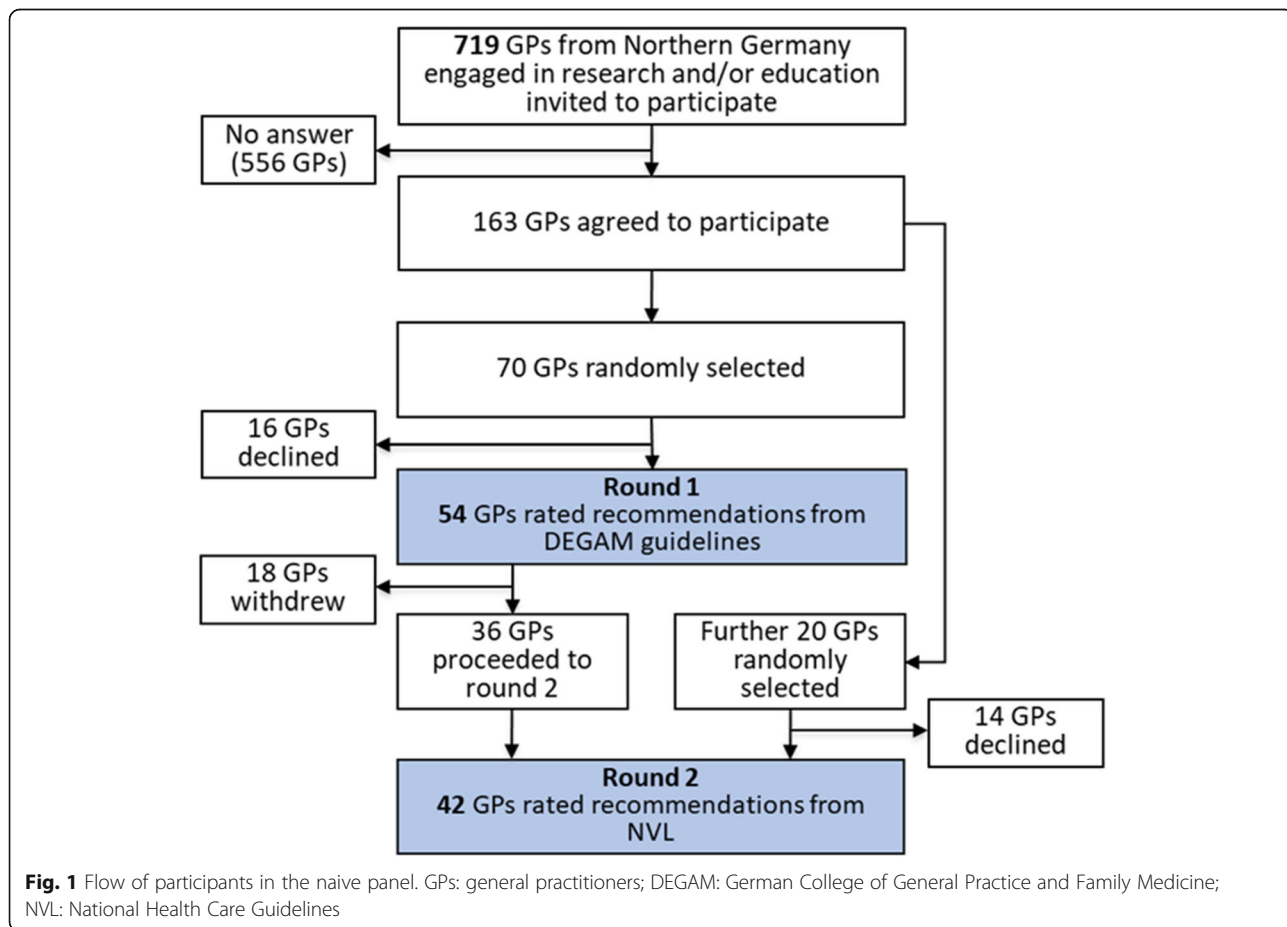 719 GPs from Northern Germany
engaged in research and/or education
invited to participate
No answer
(556 GPs)
163 GPs agreed to participate
70 GPs randomly selected
16 GPs
declined
Round 1
54 GPs rated recommendations from
DEGAM guidelines
18 GPs
withdrew
36 GPs
proceeded to
round 2
Further 20 GPs
randomly
selected
14 GPs
declined
Round 2
42 GPs rated recommendations from
NVL
Fig. 1 Flow of participants in the naive panel. GPs: general practitioners; DEGAM: German College of General Practice and Family Medicine;
NVL: National Health Care Guidelines